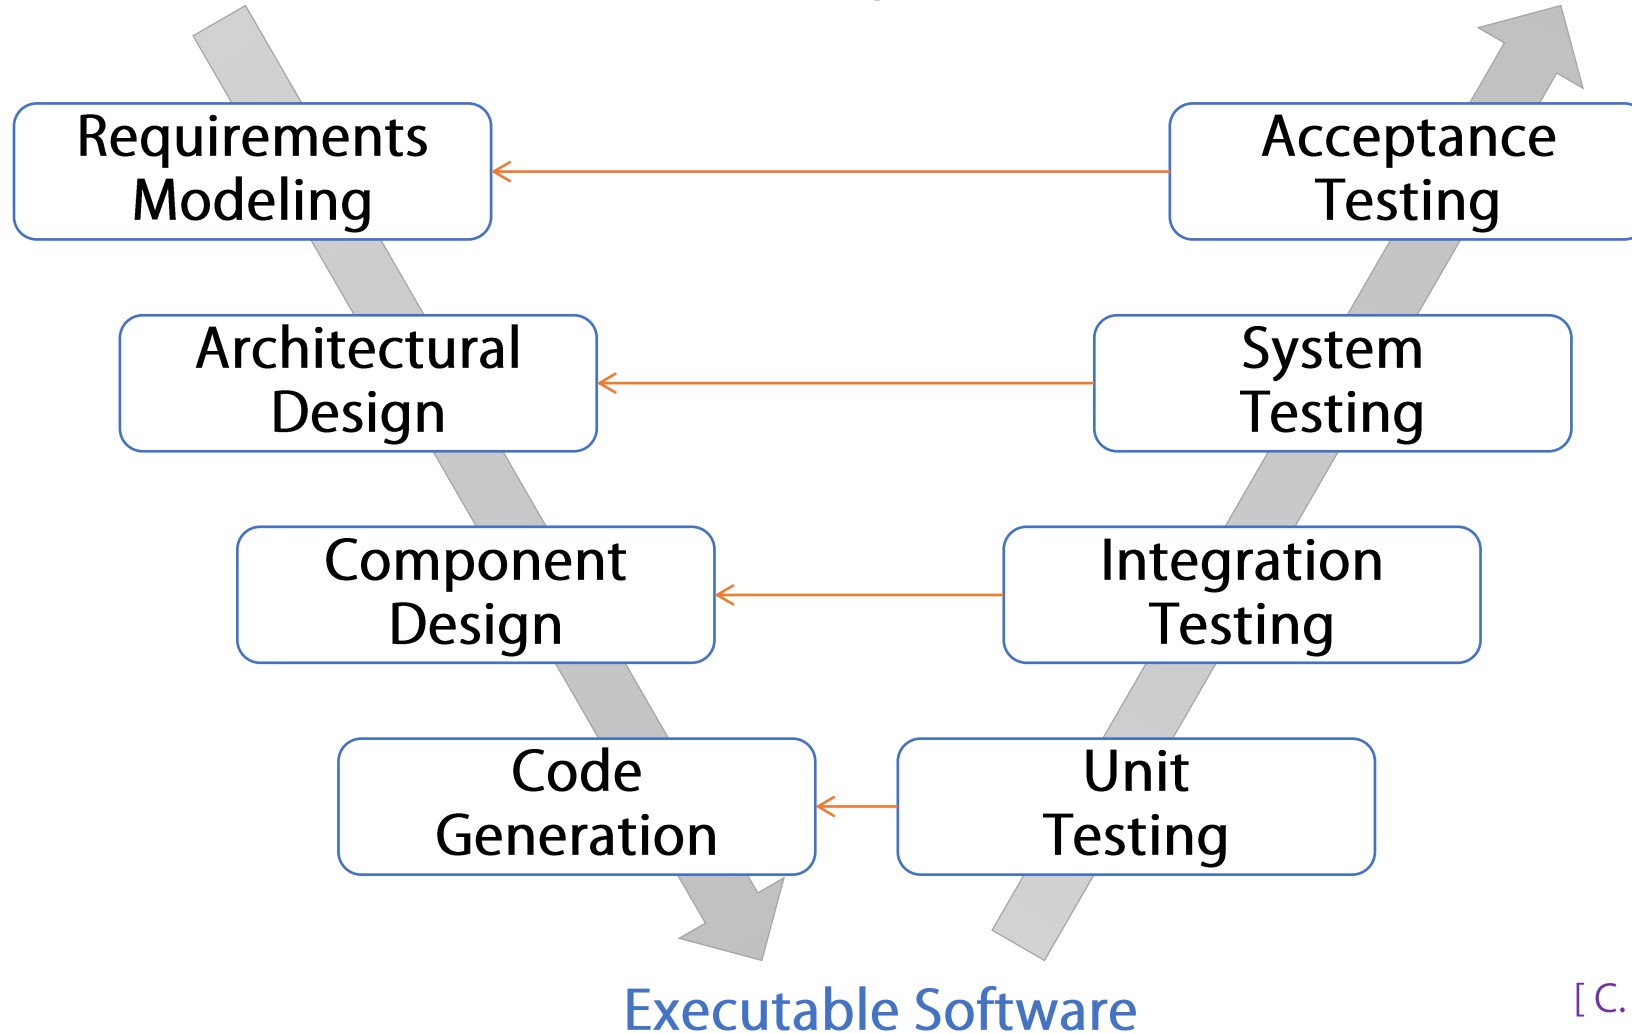 Requirements
Modeling
Acceptance
Testing
Architectural
Design
System
Testing
Component
Design
Integration
Testing
Code
Generation
Unit
Testing
Executable Software
[ C.